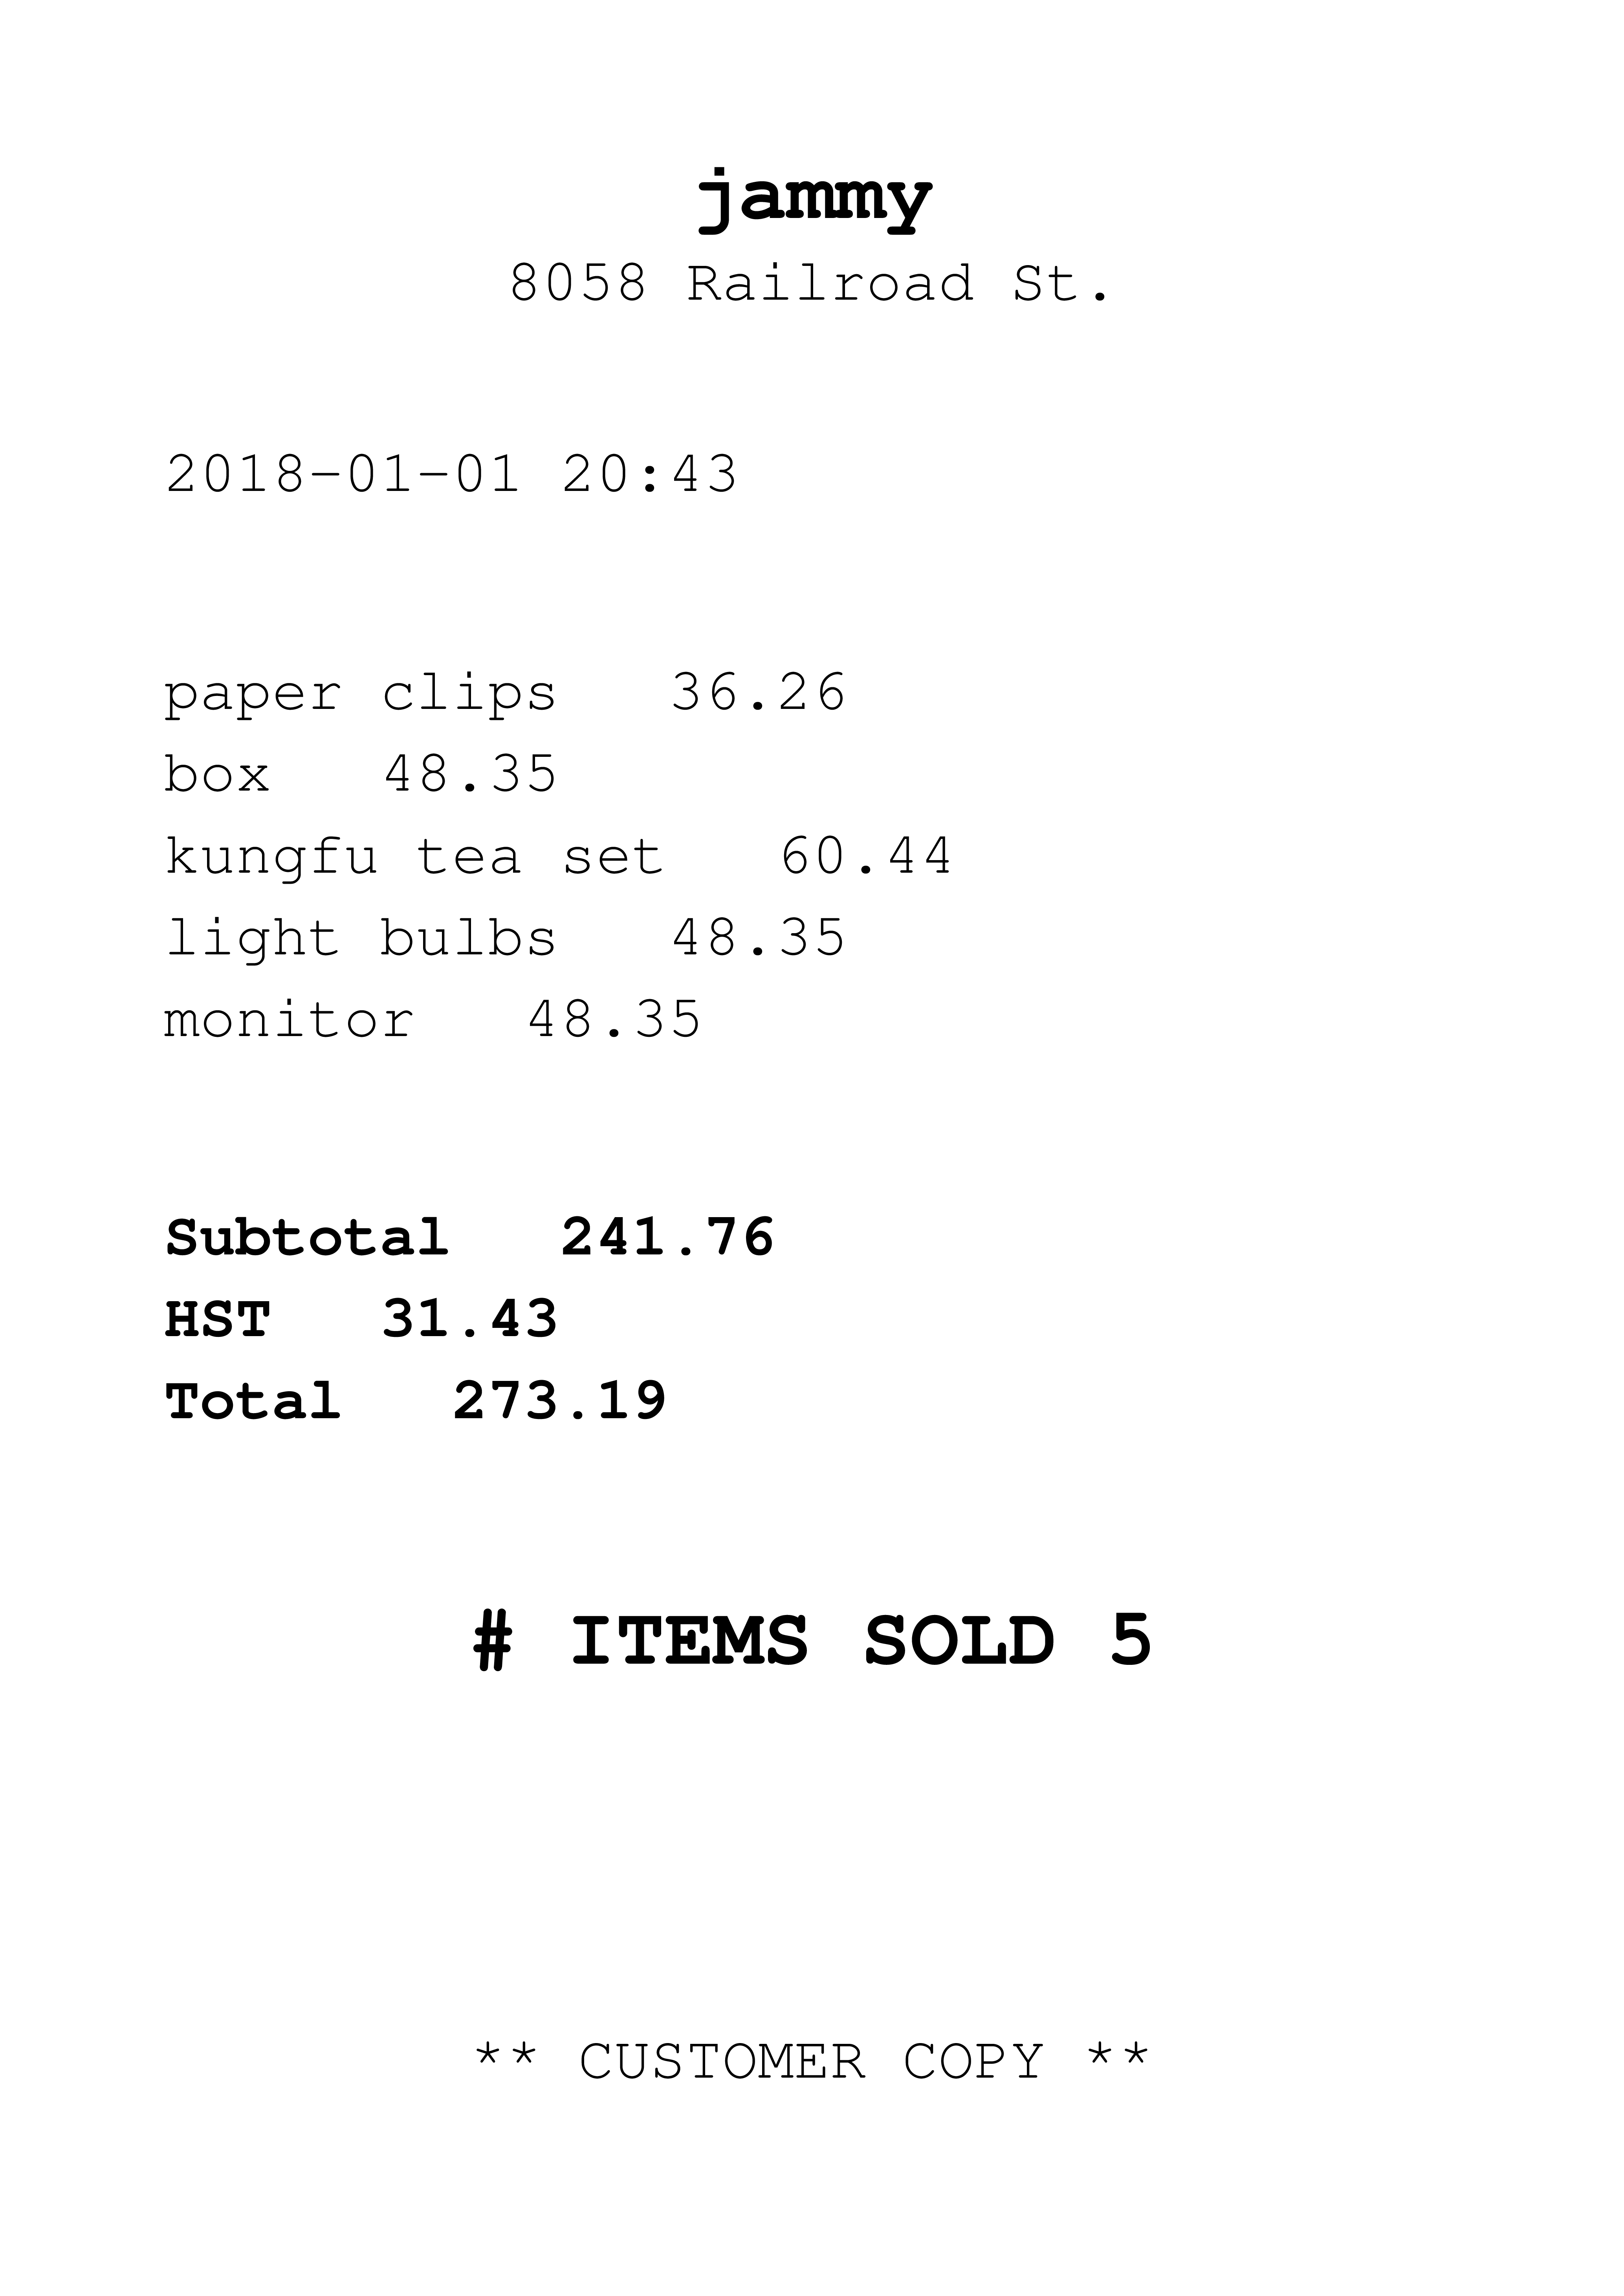 jammy
8058 Railroad St.
2018-01-01 20:43
paper clips   36.26
box   48.35
kungfu tea set   60.44
light bulbs   48.35
monitor   48.35
Subtotal   241.76
HST   31.43
Total   273.19
# ITEMS SOLD 5
** CUSTOMER COPY **